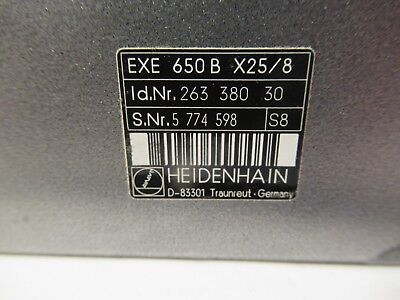 EXE 650 B X25/8
Id.Nr. 263 380 30
S.Nr. 5 774 598 S8
HEIDENHAIN
D-83301 Traunreut · Germany